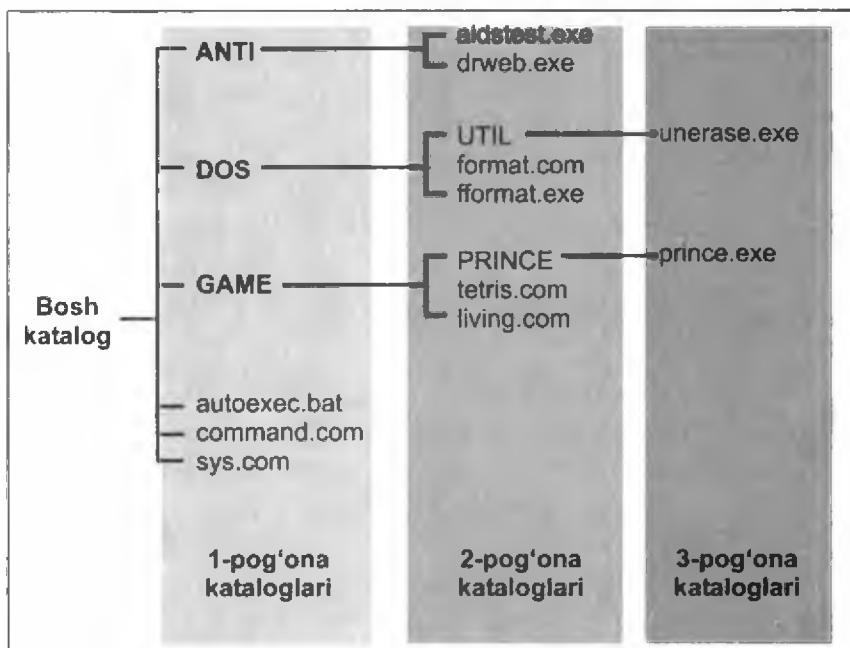 ANTI
aidstest.exe
drweb.exe
DOS
UTIL
unerase.exe
format.com
fformat.exe
GAME
PRINCE
prince.exe
tetris.com
living.com
Bosh
katalog
autoexec.bat
command.com
sys.com
1-pog‘ona
kataloglari
2-pog‘ona
kataloglari
3-pog‘ona
kataloglari